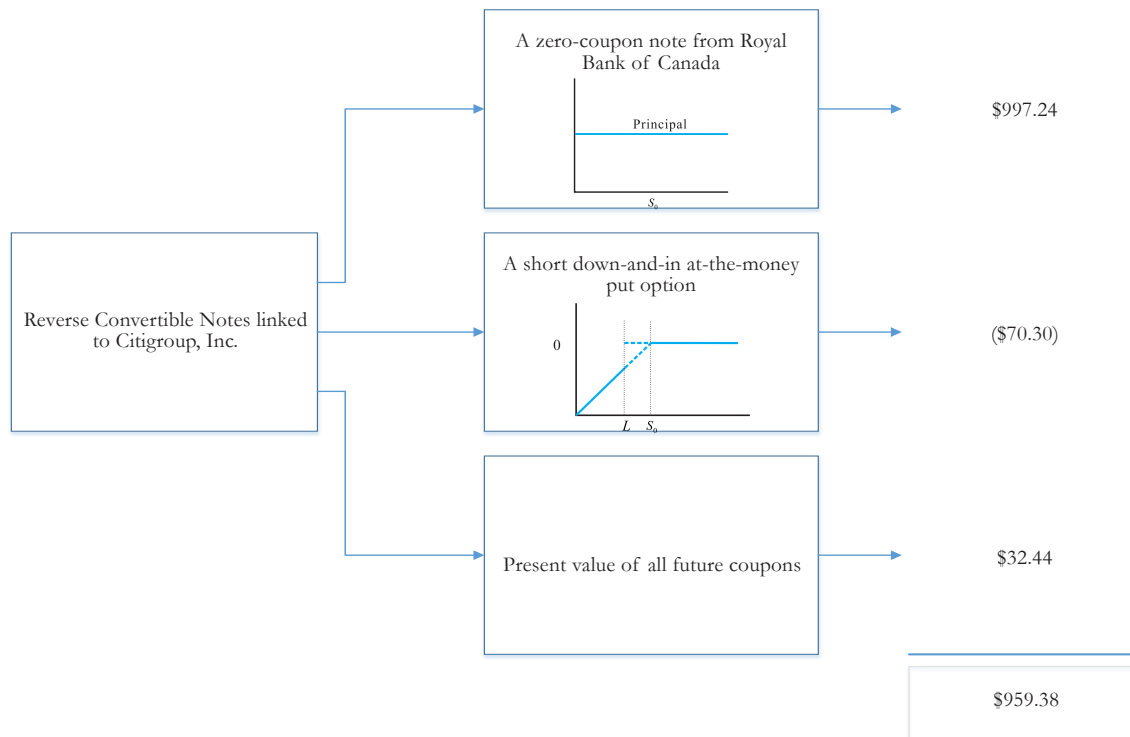 A zero-coupon note from Royal
Bank of Canada
Principal
S₀
$997.24
Reverse Convertible Notes linked
to Citigroup, Inc.
A short down-and-in at-the-money
put option
0
L S₀
($70.30)
Present value of all future coupons
$32.44
$959.38